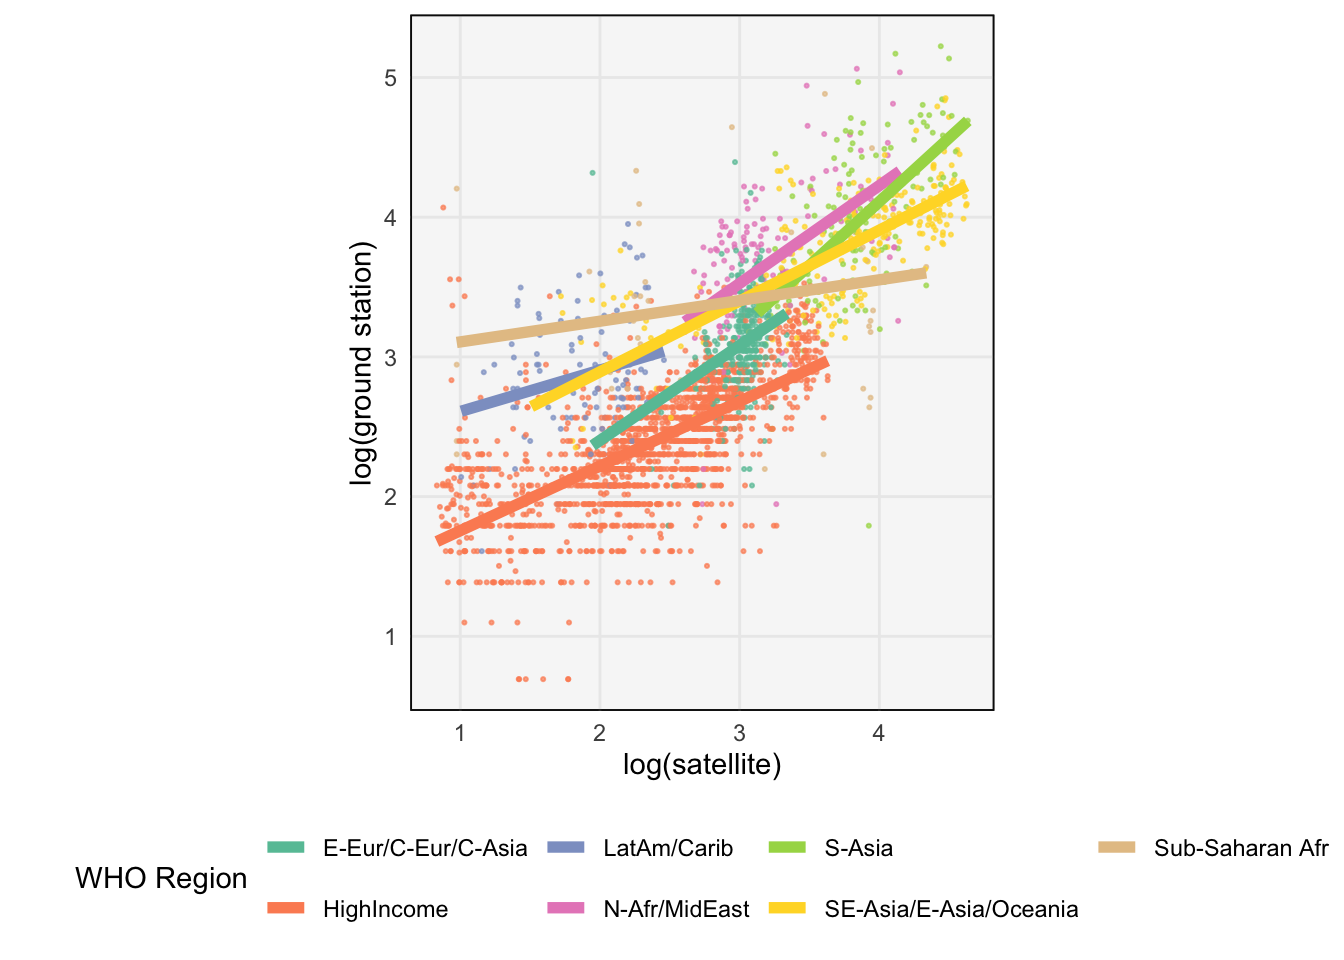 5
4
3
2
1
log(ground station)
1 2 3 4
log(satellite)
WHO Region
E-Eur/C-Eur/C-Asia LatAm/Carib S-Asia Sub-Saharan Afr
HighIncome N-Afr/MidEast SE-Asia/E-Asia/Oceania